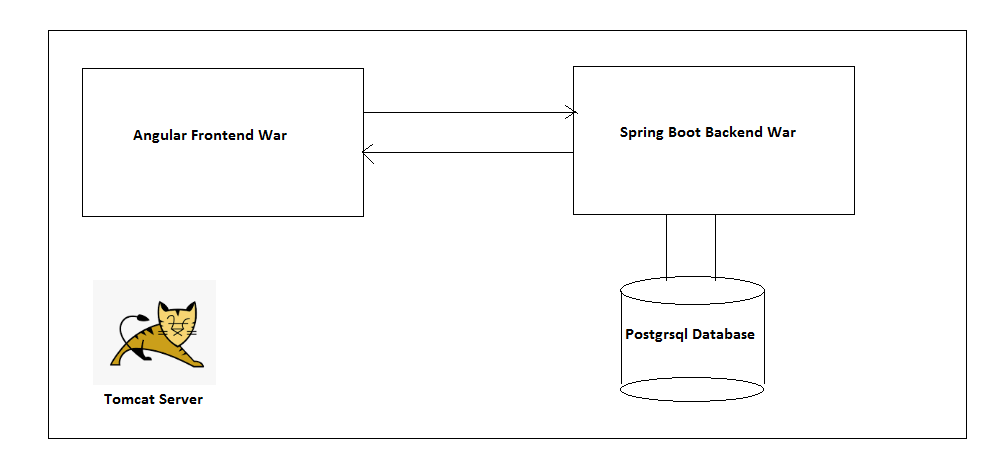 Angular Frontend War
Spring Boot Backend War
Postgrsql Database
Tomcat Server